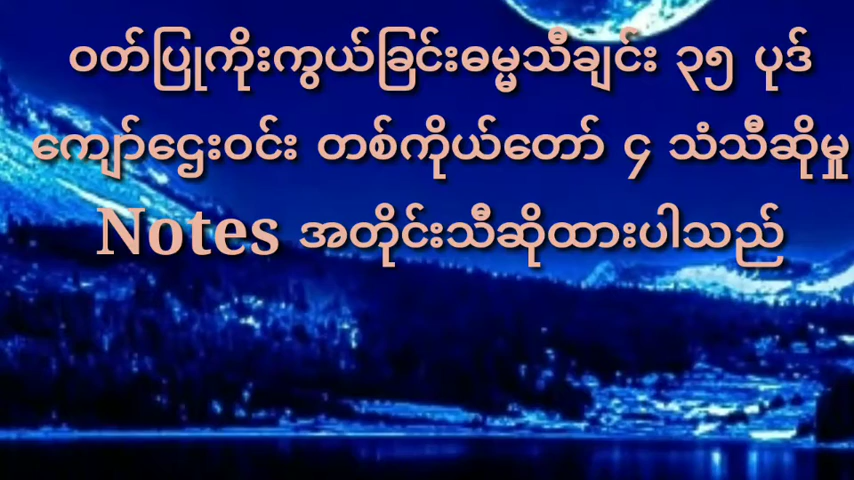 ဝတ်ပြုကိုးကွယ်ခြင်းဓမ္မသီချင်း ၃၅ ပုဒ်
ကျော်ဌေးဝင်း တစ်ကိုယ်တော် ၄ သံသီဆိုမှု
Notes အတိုင်းသီဆိုထားပါသည်